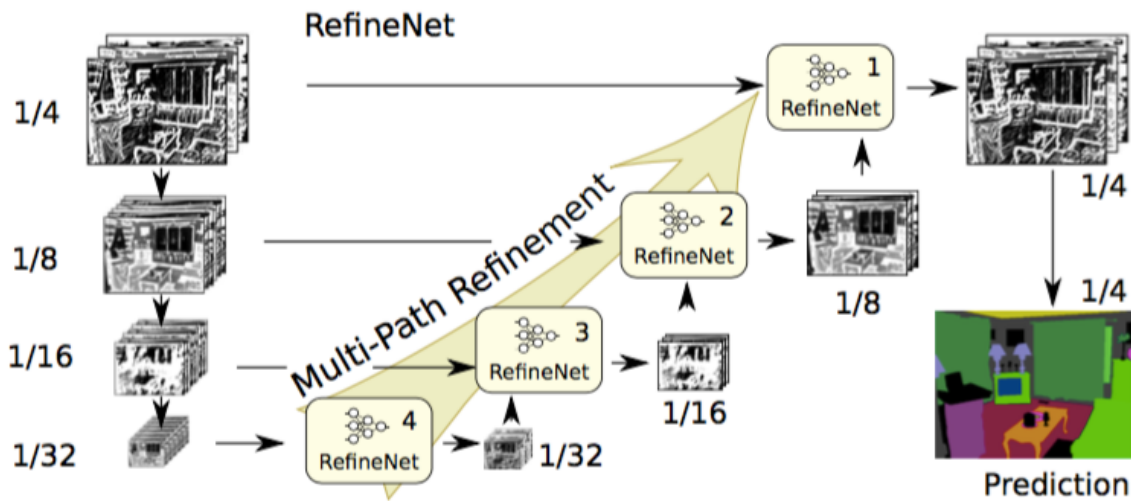 RefineNet
1/4
1
RefineNet
1/4
1/8
2
RefineNet
1/8
1/4
Multi-Path Refinement
1/16
3
RefineNet
1/16
1/32
4
RefineNet
1/32
Prediction